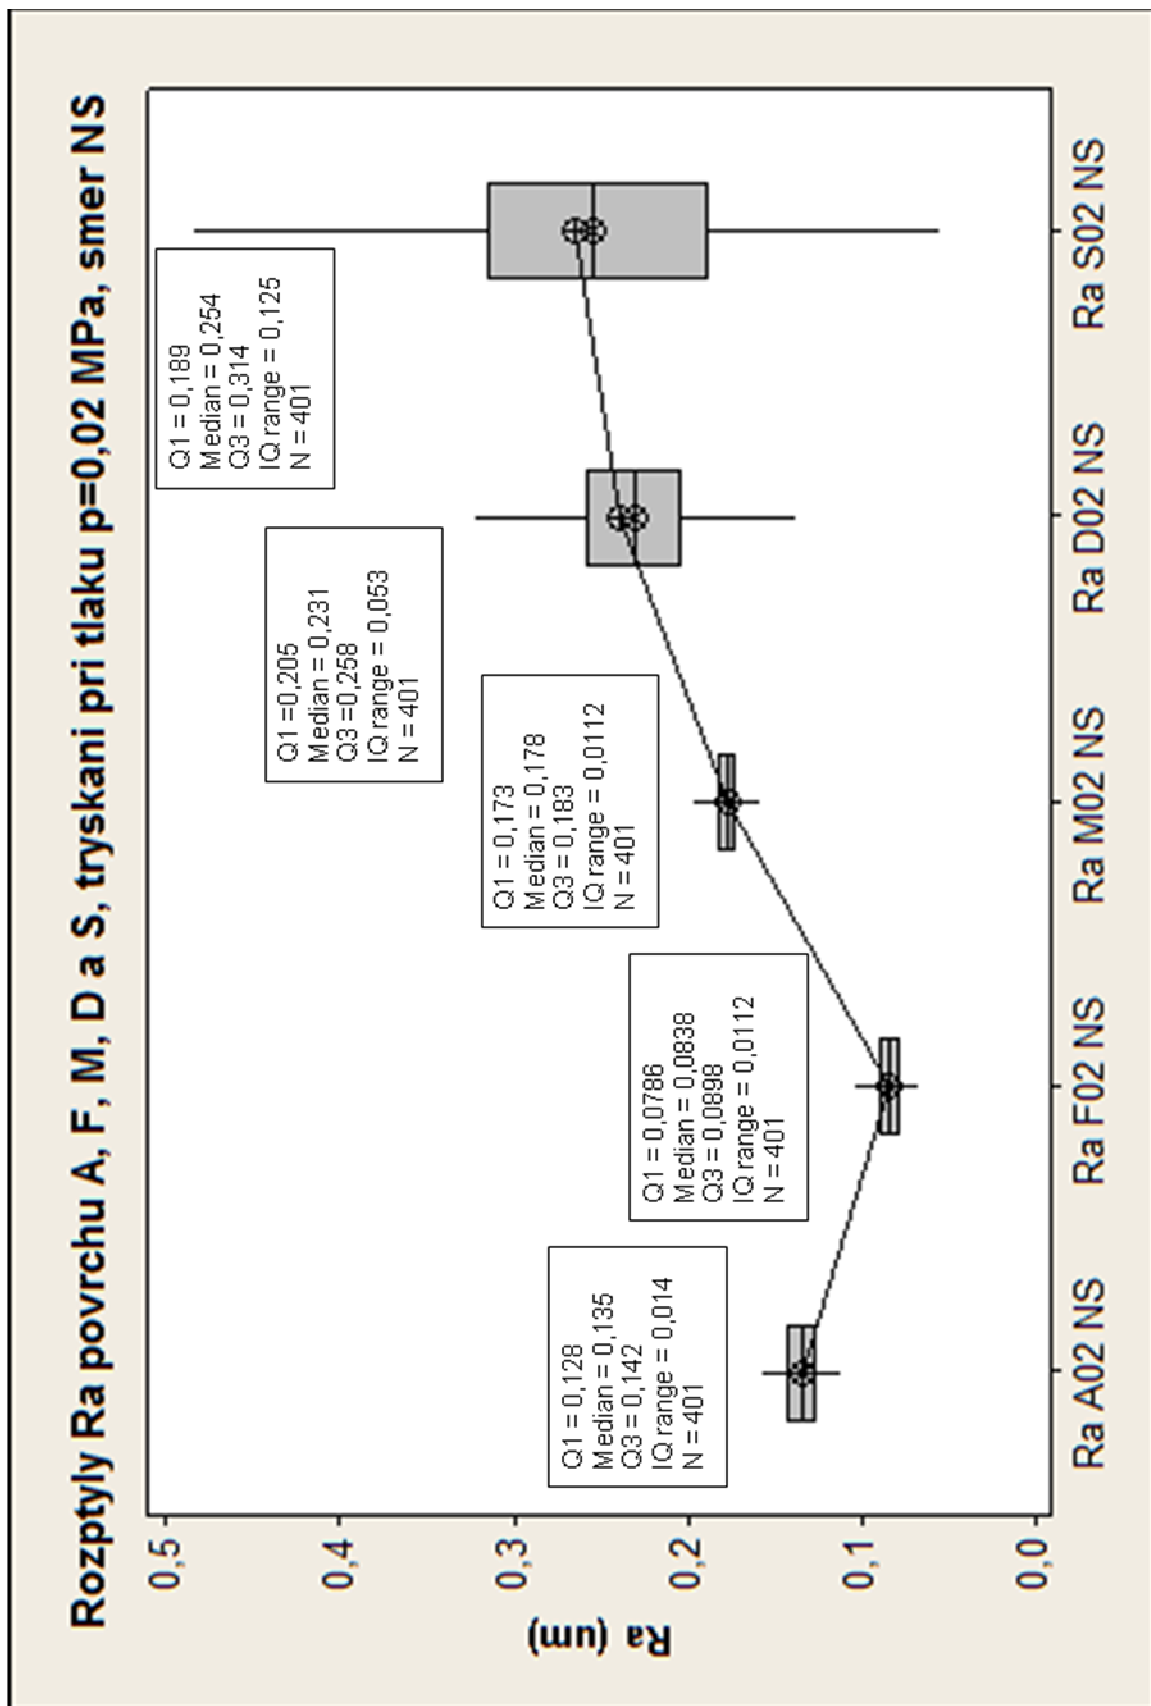 Rozptyly Ra povrchu A, F, M, D a S, tryskani pri tlaku p=0,02 MPa, smer NS
Ra (um)
0,5
0,4
0,3
0,2
0,1
0,0
Q1 = 0,128
Median = 0,135
Q3 = 0,142
IQ range = 0,014
N = 401
Q1 = 0,0786
Median = 0,0838
Q3 = 0,0898
IQ range = 0,0112
N = 401
Q1 = 0,173
Median = 0,178
Q3 = 0,183
IQ range = 0,0112
N = 401
Q1 =0,205
Median = 0,231
Q3 =0,258
IQ range = 0,053
N = 401
Q1 = 0,189
Median = 0,254
Q3 = 0,314
IQ range = 0,125
N = 401
Ra A02 NS
Ra F02 NS
Ra M02 NS
Ra D02 NS
Ra S02 NS